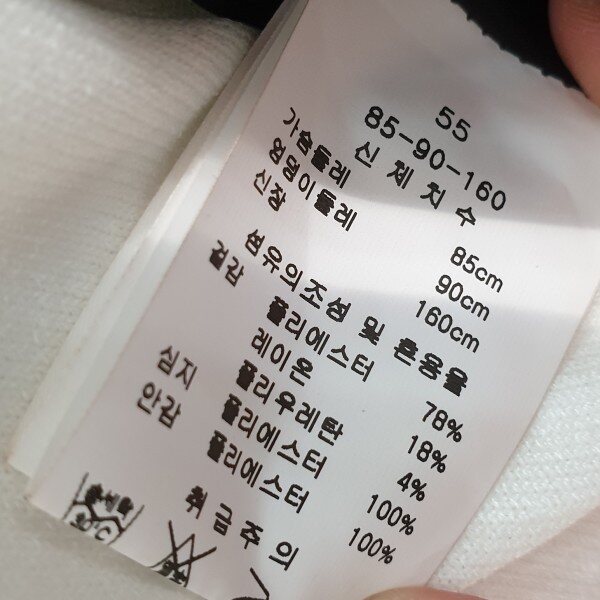 55
85-90-160
신 체 치 수
가슴둘레 85cm
엉덩이둘레 90cm
신장 160cm
섬유의조성 및 혼용율
겉감 폴리에스터 78%
레이온 18%
폴리우레탄 4%
심지 폴리에스터 100%
안감 폴리에스터 100%
취 급 주 의